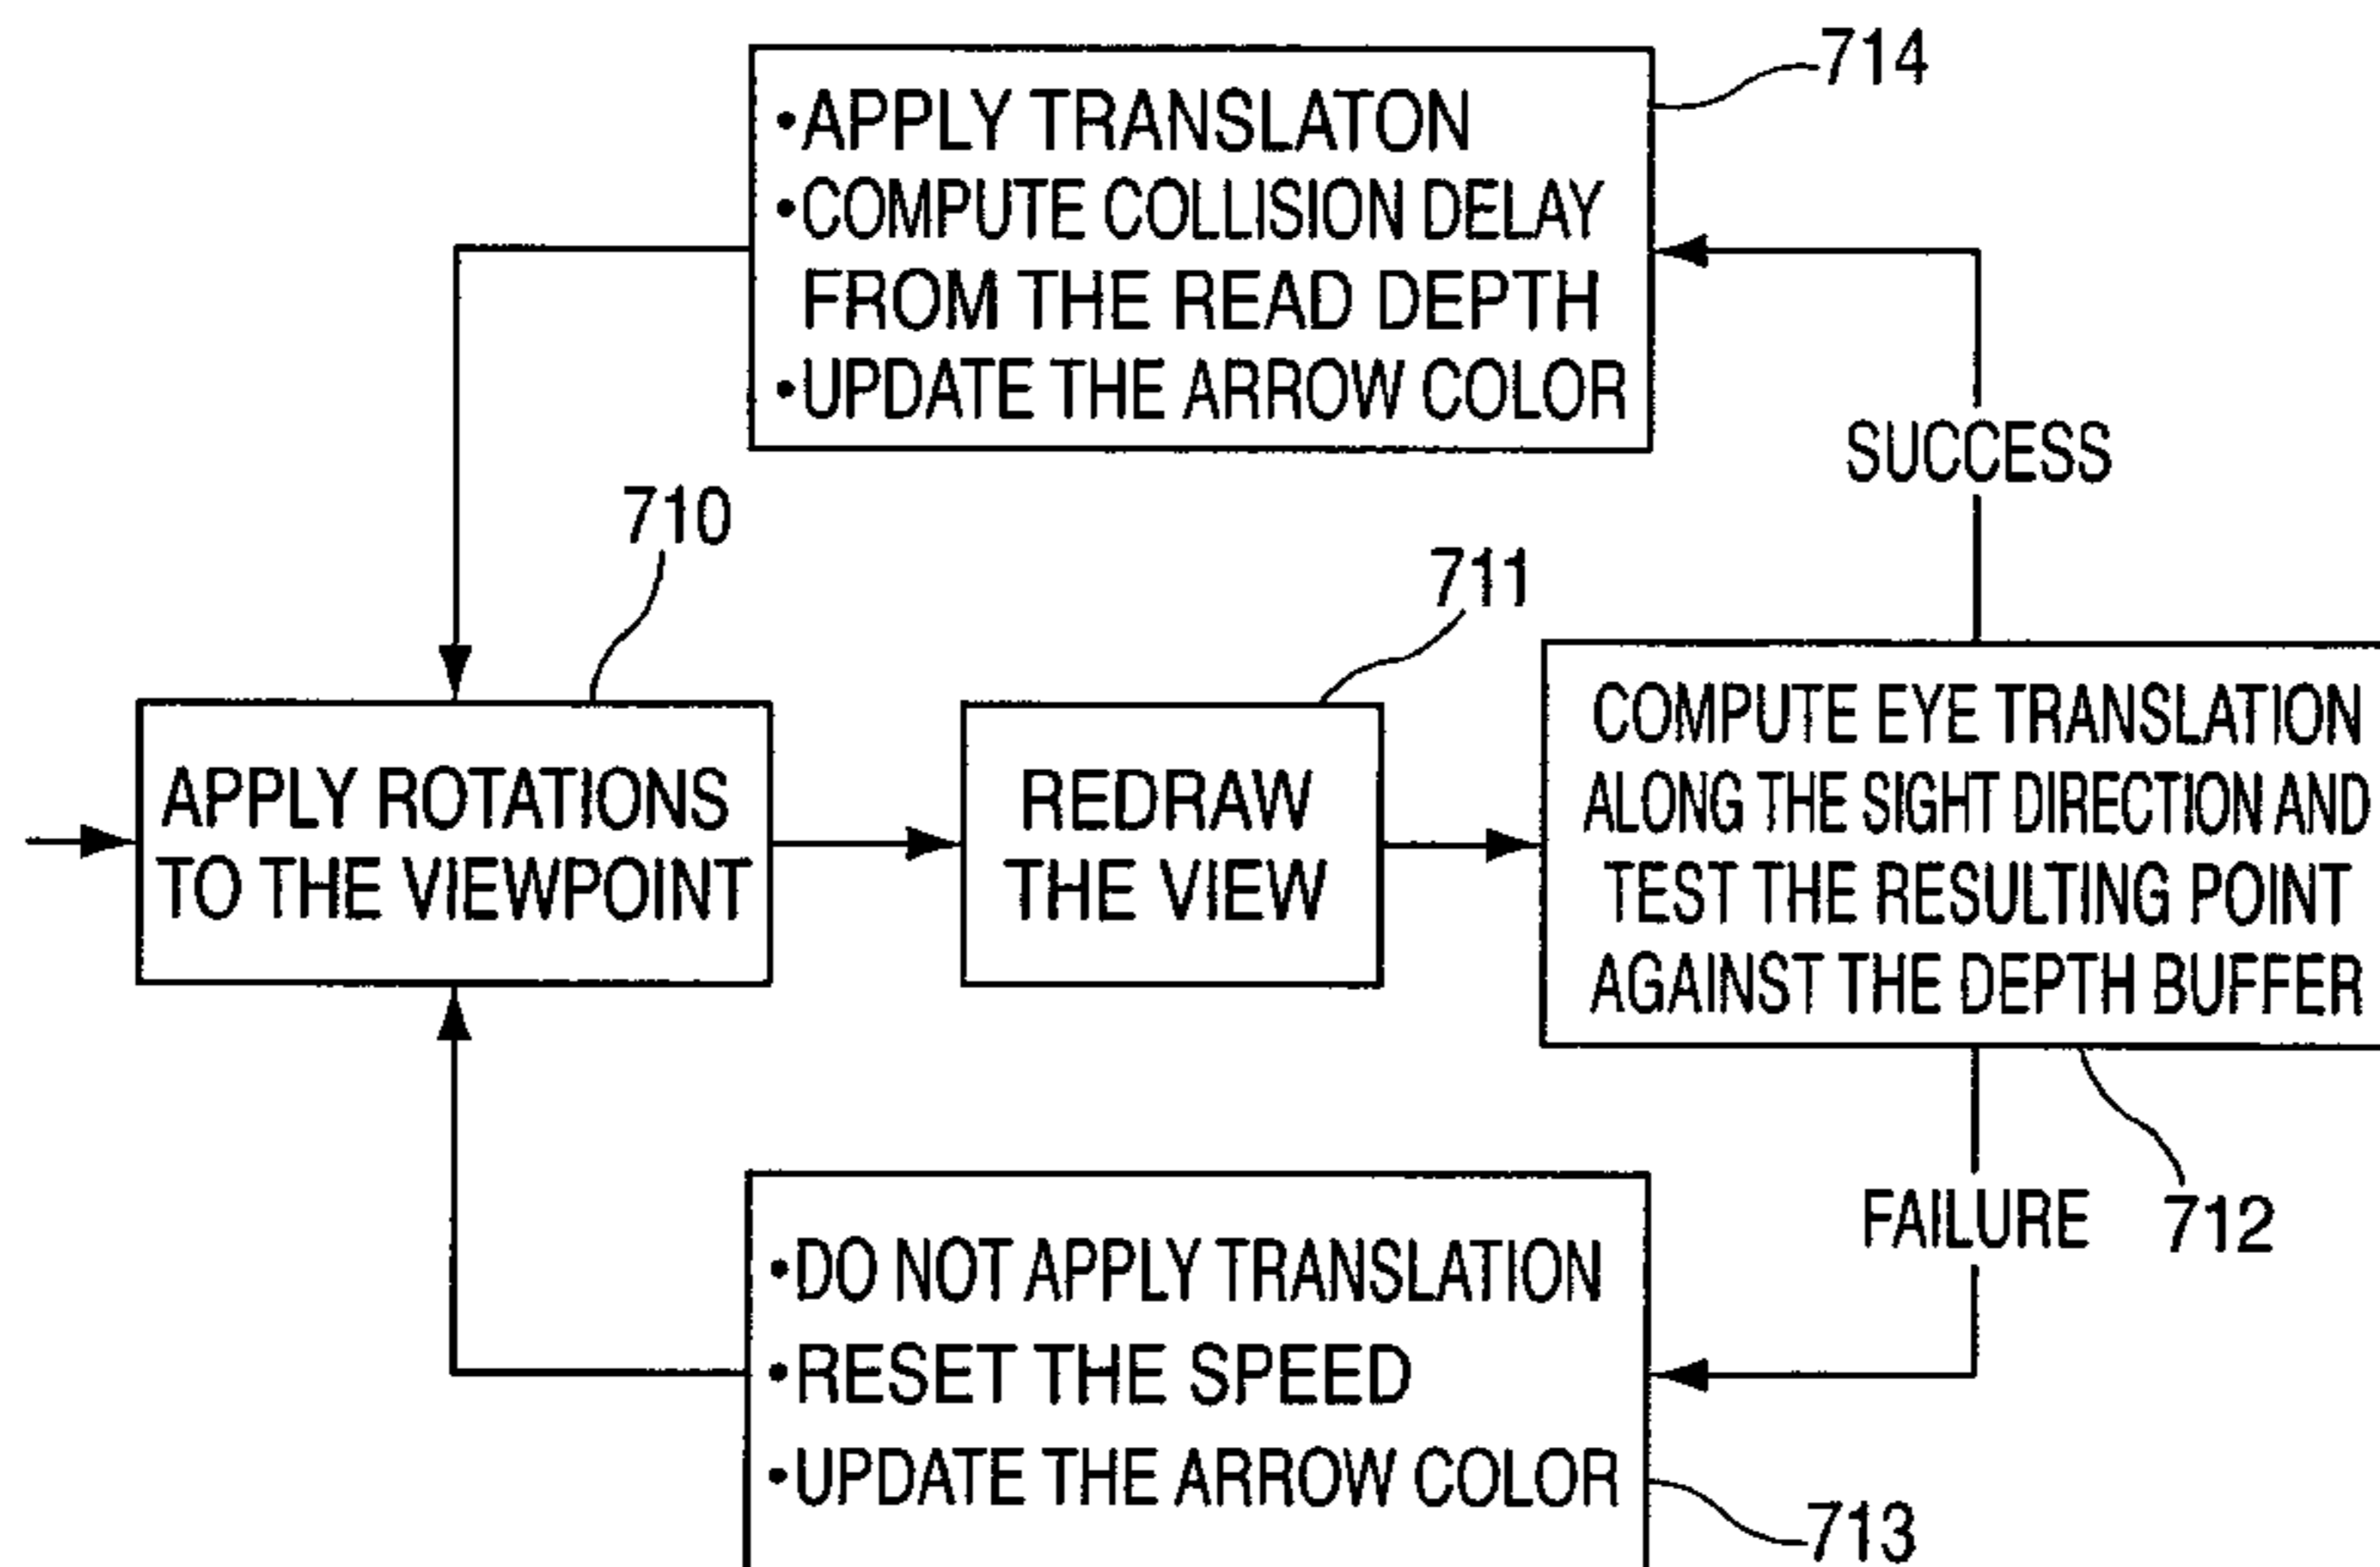 714
•APPLY TRANSLATON
•COMPUTE COLLISION DELAY
FROM THE READ DEPTH
•UPDATE THE ARROW COLOR
SUCCESS
710
711
APPLY ROTATIONS
TO THE VIEWPOINT
REDRAW
THE VIEW
COMPUTE EYE TRANSLATION
ALONG THE SIGHT DIRECTION AND
TEST THE RESULTING POINT
AGAINST THE DEPTH BUFFER
FAILURE
712
•DO NOT APPLY TRANSLATION
•RESET THE SPEED
•UPDATE THE ARROW COLOR
713